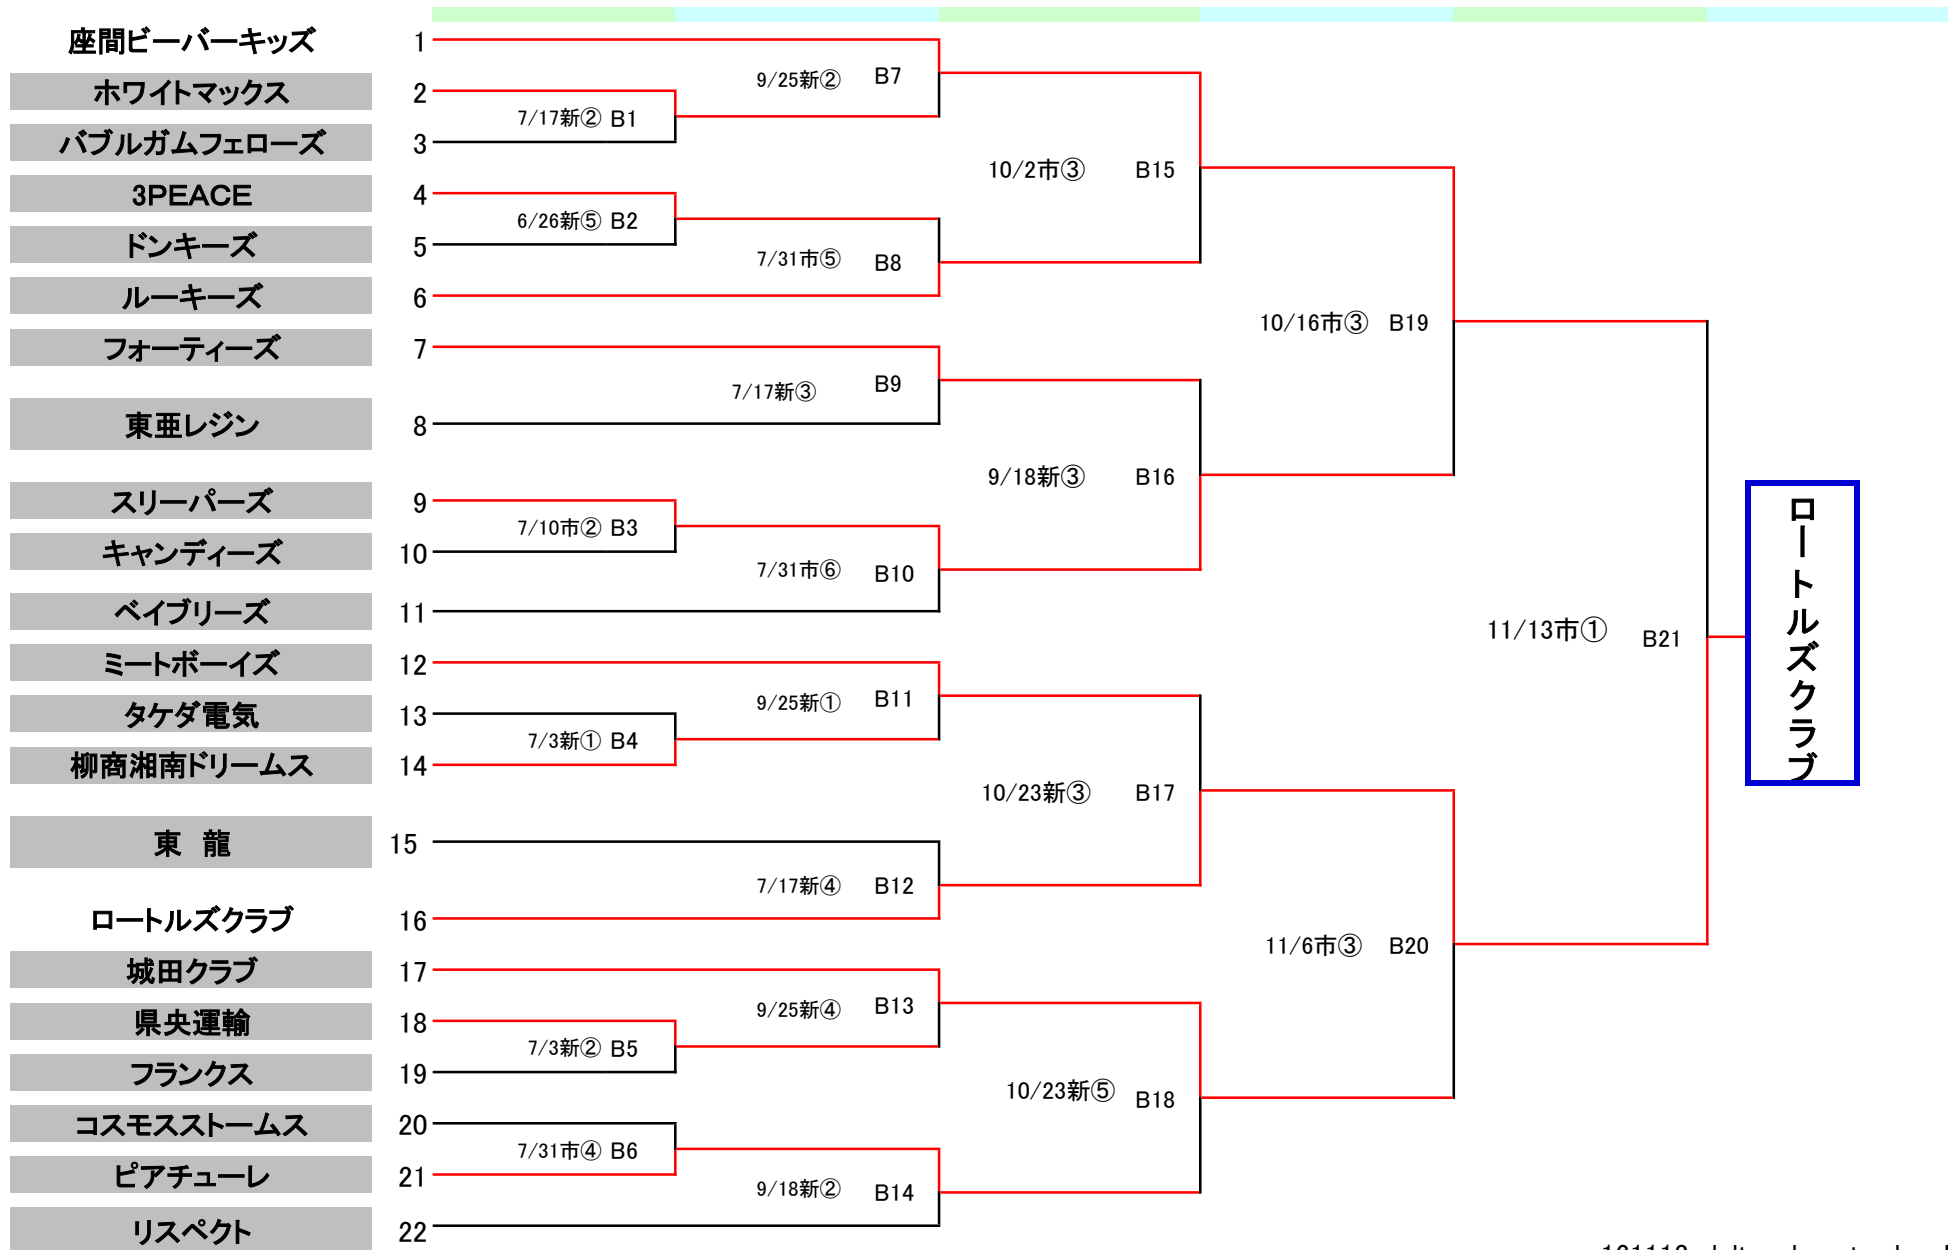 座間ビーバーキッズ 1
ホワイトマックス 2
バブルガムフェローズ 3
3PEACE 4
ドンキーズ 5
ルーキーズ 6
フォーティーズ 7
東亜レジン 8
スリーパーズ 9
キャンディーズ 10
ベイブリーズ 11
ミートボーイズ 12
タケダ電気 13
柳商湘南ドリームス 14
東 龍 15
ロートルズクラブ 16
城田クラブ 17
県央運輸 18
フランクス 19
コスモスストームス 20
ピアチューレ 21
リスペクト 22
7/17新② B1
6/26新⑤ B2
7/10市② B3
7/3新① B4
7/3新② B5
7/31市④ B6
9/25新② B7
7/31市⑤ B8
7/17新③ B9
7/31市⑥ B10
9/25新① B11
7/17新④ B12
9/25新④ B13
9/18新② B14
10/2市③ B15
9/18新③ B16
10/23新③ B17
10/23新⑤ B18
10/16市③ B19
11/6市③ B20
11/13市① B21
ロートルズクラブ